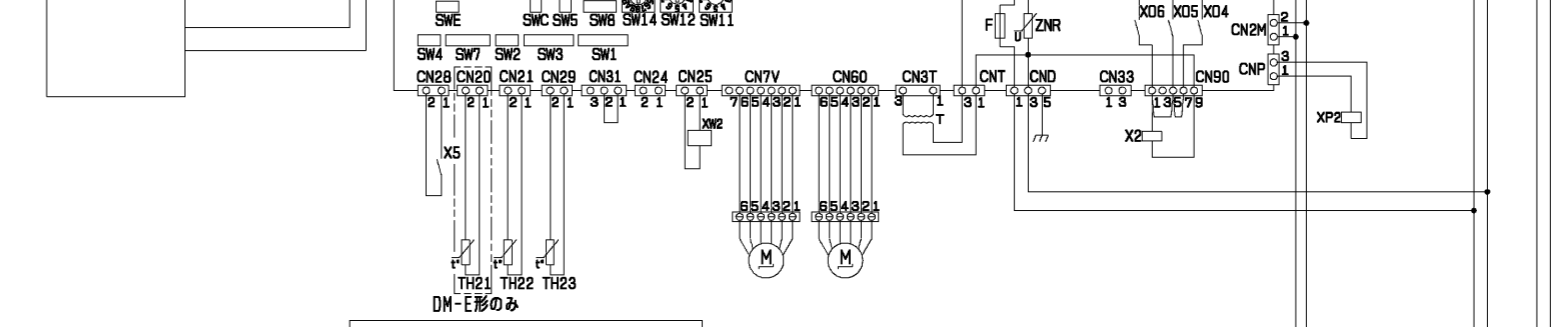 SWE SWC SW5 SW8 SW14 SW12 SW11
SW4 SW7 SW2 SW3 SW1
F U ZNR
X06 X05 X04
CN2M 2 1
CNP 3 1
CN28 CN20 CN21 CN29 CN31 CN24 CN25 CN7V CN60 CN3T CNT CND CN33 CN90
2 1 2 1 2 1 2 1 3 2 1 2 1 2 1 7 6 5 4 3 2 1 6 5 4 3 2 1 3 1 3 1 1 3 5 1 3 1 3 5 7 9
XW2 T X2 XP2
X5
6 5 4 3 2 1 6 5 4 3 2 1
M M
t° t° t°
TH21 TH22 TH23
DM-E形のみ